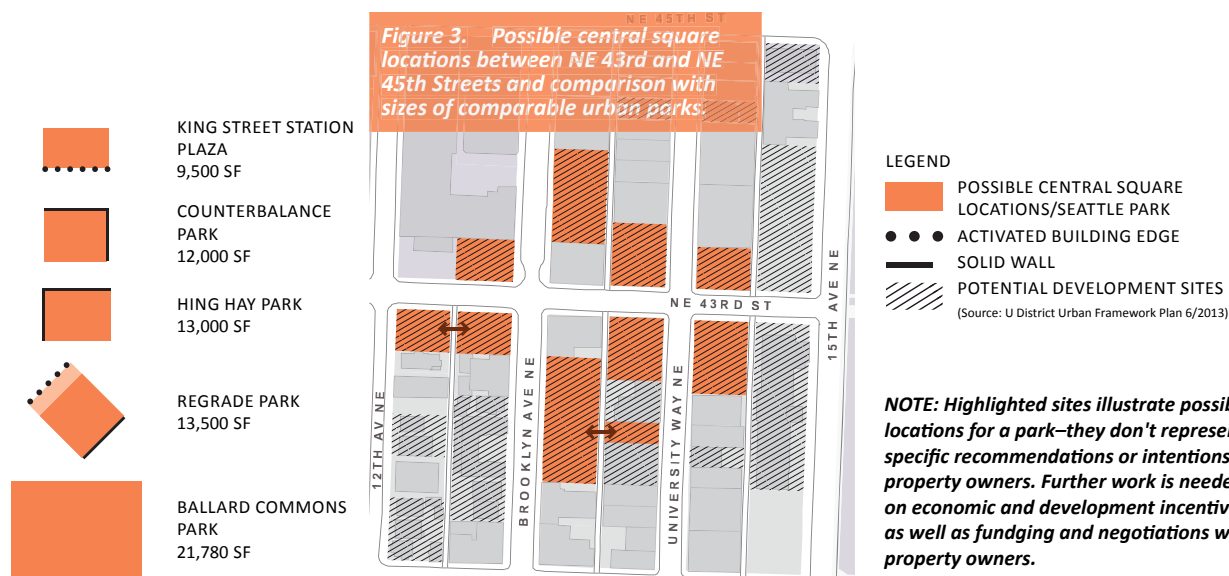 NE 45TH ST
Figure 3. Possible central square
locations between NE 43rd and NE
45th Streets and comparison with
sizes of comparable urban parks.
KING STREET STATION
PLAZA
9,500 SF
COUNTERBALANCE
PARK
12,000 SF
HING HAY PARK
13,000 SF
REGRADE PARK
13,500 SF
BALLARD COMMONS
PARK
21,780 SF
NE 43RD ST
12TH AV NE
BROOKLYN AVE NE
UNIVERSITY WAY NE
15TH AVE NE
LEGEND
POSSIBLE CENTRAL SQUARE
LOCATIONS/SEATTLE PARK
ACTIVATED BUILDING EDGE
SOLID WALL
POTENTIAL DEVELOPMENT SITES
(Source: U District Urban Framework Plan 6/2013)
NOTE: Highlighted sites illustrate possib
locations for a park–they don't represe
specific recommendations or intentions
property owners. Further work is neede
on economic and development incentiv
as well as fundging and negotiations w
property owners.